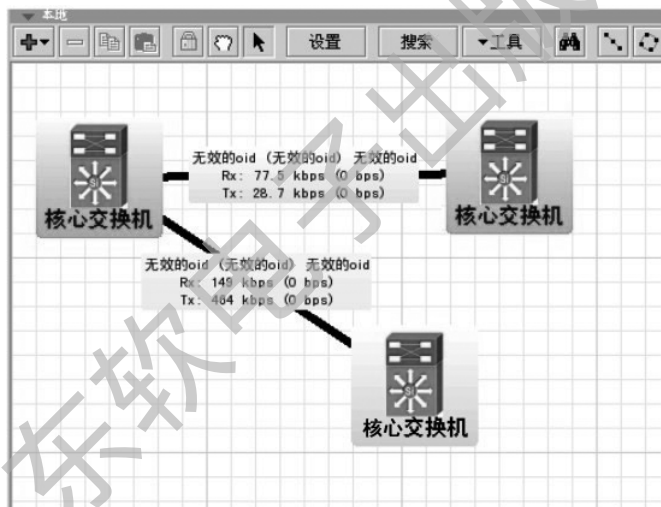 本地
设置 搜索 工具
无效的oid (无效的oid) 无效的oid
Rx: 77.5 kbps (0 bps)
Tx: 28.7 kbps (0 bps)
核心交换机
核心交换机
无效的oid (无效的oid) 无效的oid
Rx: 149 kbps (0 bps)
Tx: 464 kbps (0 bps)
Si
核心交换机
东软电子出版